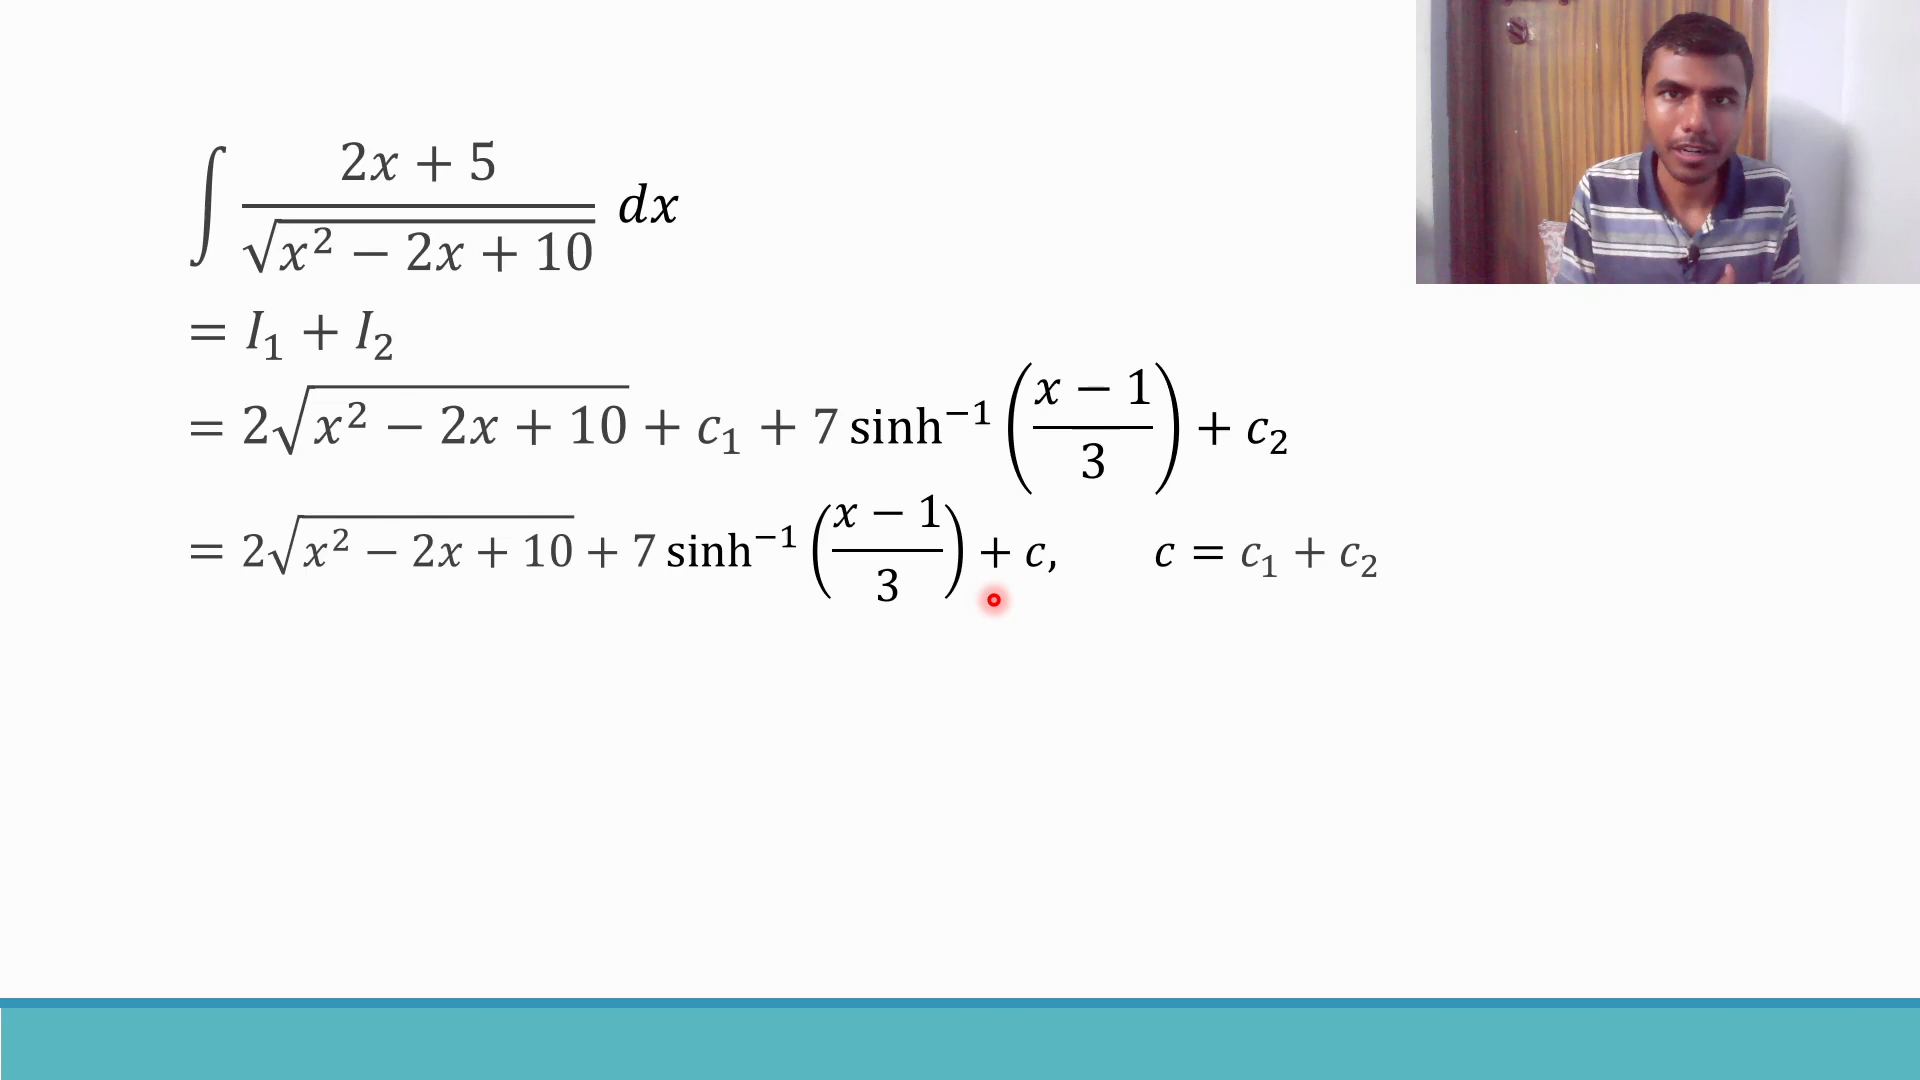 ∫ (2x + 5)/√(x² − 2x + 10) dx
= I₁ + I₂
= 2√(x² − 2x + 10) + c₁ + 7 sinh⁻¹((x − 1)/3) + c₂
= 2√(x² − 2x + 10) + 7 sinh⁻¹((x − 1)/3) + c, c = c₁ + c₂